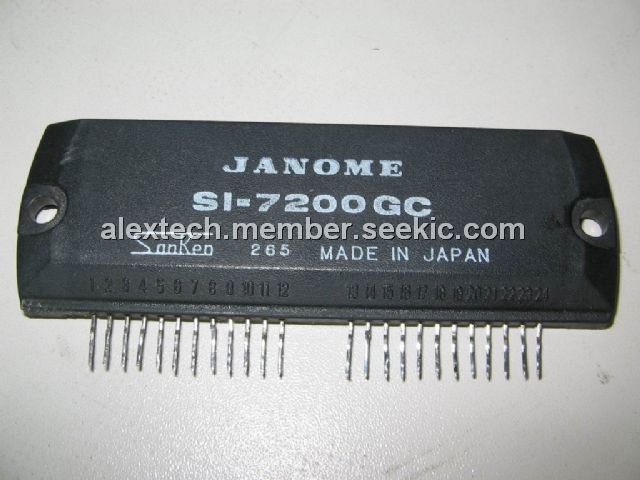 JANOME
SI-7200GC
alextech.member.seekic.com
SanKen 265 MADE IN JAPAN
1 2 3 4 5 6 7 8 9 10 11 12 13 14 15 16 17 18 19 20 21 22 23 24